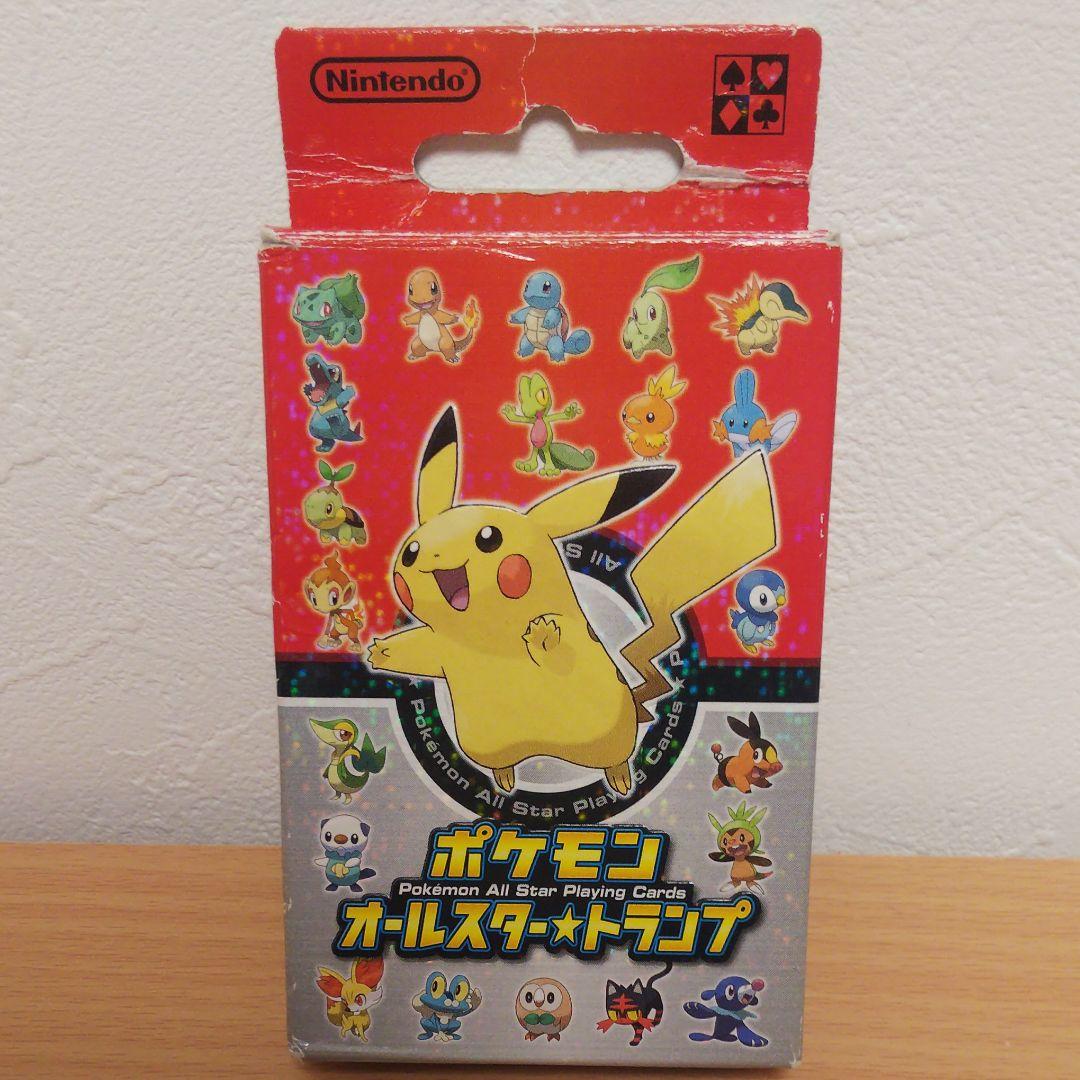 Nintendo®
All S
★ Pokémon All Star Playing Cards ★ P
ポケモン
Pokémon All Star Playing Cards
オールスター★トランプ